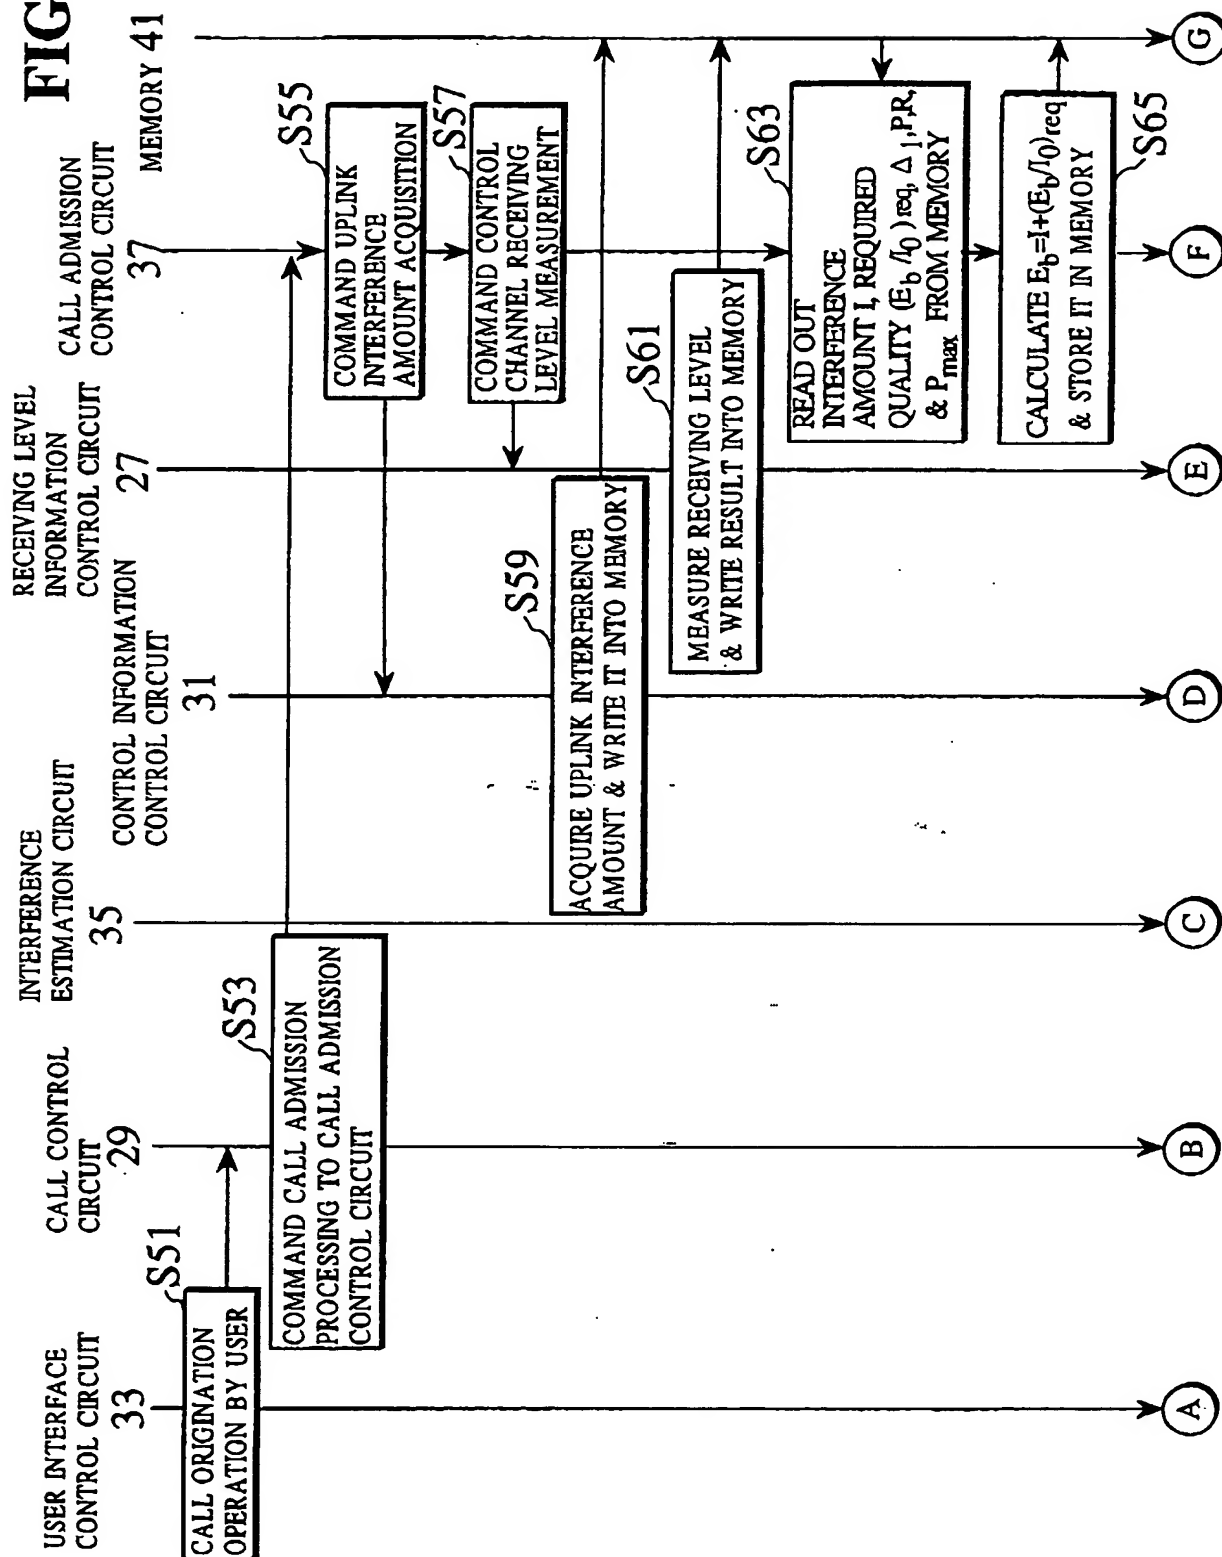 FIG
USER INTERFACE
CONTROL CIRCUIT
33
CALL CONTROL
CIRCUIT
29
INTERFERENCE
ESTIMATION CIRCUIT
35
CONTROL INFORMATION
CONTROL CIRCUIT
31
RECEIVING LEVEL
INFORMATION
CONTROL CIRCUIT
27
CALL ADMISSION
CONTROL CIRCUIT
37
MEMORY 41
S51
CALL ORIGINATION
OPERATION BY USER
S53
COMMAND CALL ADMISSION
PROCESSING TO CALL ADMISSION
CONTROL CIRCUIT
S55
COMMAND UPLINK
INTERFERENCE
AMOUNT ACQUISITION
S57
COMMAND CONTROL
CHANNEL RECEIVING
LEVEL MEASUREMENT
S59
ACQUIRE UPLINK INTERFERENCE
AMOUNT & WRITE IT INTO MEMORY
S61
MEASURE RECEIVING LEVEL
& WRITE RESULT INTO MEMORY
S63
READ OUT
INTERFERENCE
AMOUNT I, REQUIRED
QUALITY (E_b/I_0)req, Δ_1, P,R,
& P_max FROM MEMORY
CALCULATE E_b=I+(E_b/I_0)req
& STORE IT IN MEMORY
S65
A
B
C
D
E
F
G